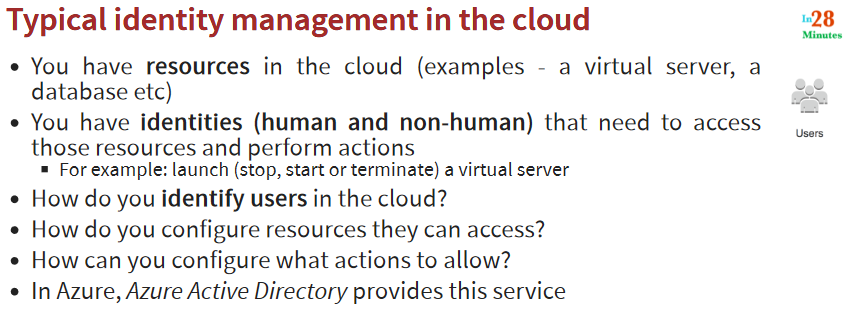 Typical identity management in the cloud
In28
Minutes
• You have resources in the cloud (examples - a virtual server, a
database etc)
• You have identities (human and non-human) that need to access
those resources and perform actions
▪ For example: launch (stop, start or terminate) a virtual server
• How do you identify users in the cloud?
• How do you configure resources they can access?
• How can you configure what actions to allow?
• In Azure, Azure Active Directory provides this service
Users